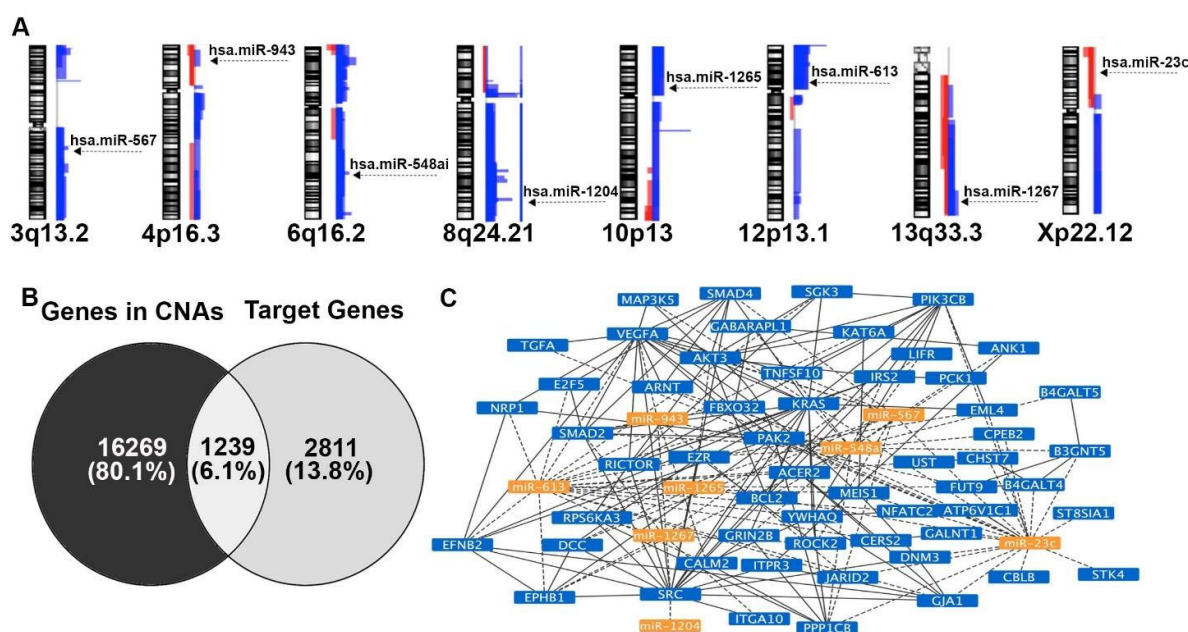 A
hsa.miR-943
hsa.miR-23c
hsa.miR-1265
hsa.miR-613
hsa.miR-567
hsa.miR-548ai
hsa.miR-1204
hsa.miR-1267
3q13.2 4p16.3 6q16.2 8q24.21 10p13 12p13.1 13q33.3 Xp22.12
B
Genes in CNAs Target Genes
16269 1239 2811
(80.1%) (6.1%) (13.8%)
C
SMAD4 SGK3
MAP3K5 PIK3CB
GABARAPL1
VEGFA KAT6A
TGFA ANK1
AKT3 LIFR
TNFSF10
E2F5 ARNT IRS2 PCK1
B4GALT5
NRP1 FBXO32 KRAS EML4
miR-943 miR-567
SMAD2 PAK2 CPEB2
miR-548ai
EZR B3GNT5
RICTOR UST CHST7
ACER2
miR-613 miR-1265 FUT9 B4GALT4
BCL2 MEIS1
RPS6KA3 YWHAQ NFATC2 ATP6V1C1 ST8SIA1
miR-1267 GRIN2B GALNT1
EFNB2 DCC ROCK2 CERS2 miR-23c
DNM3
CALM2 ITPR3
JARID2 CBLB STK4
EPHB1 SRC GJA1
ITGA10
miR-1204 PPP1CB